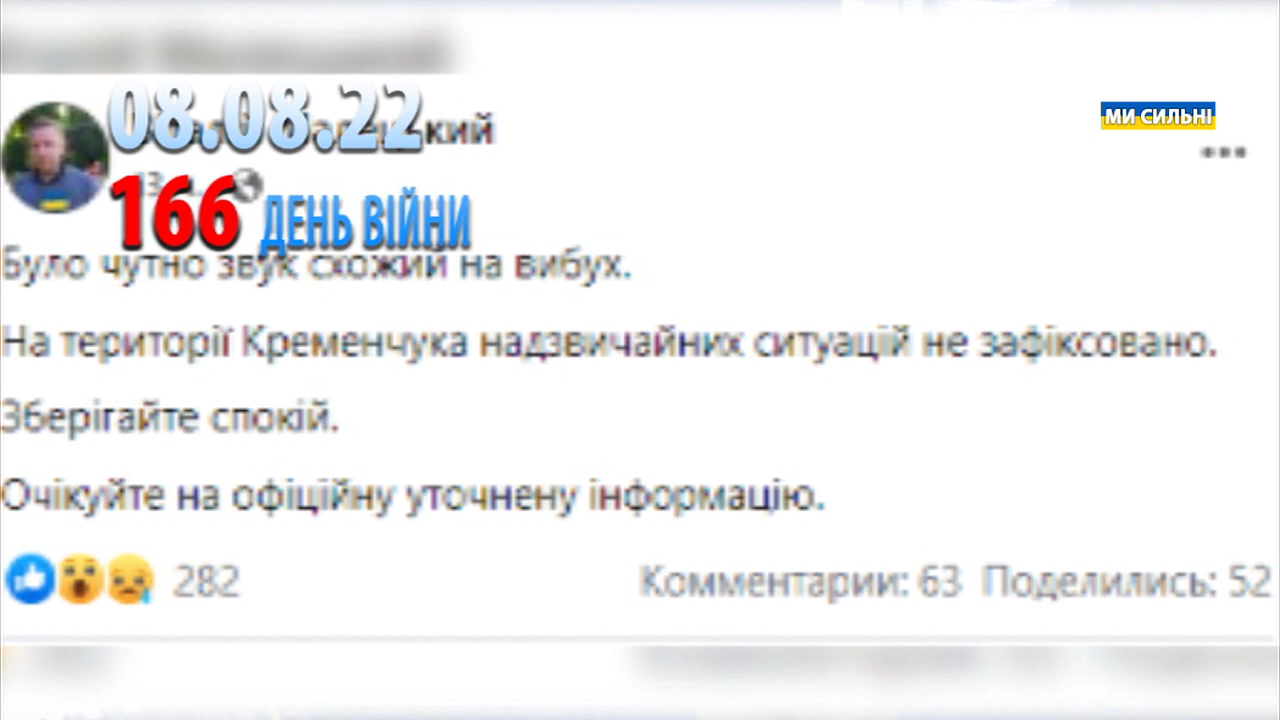 08.08.22
МИ СИЛЬНІ
166 ДЕНЬ ВІЙНИ
Було чутно звук схожий на вибух.
На території Кременчука надзвичайних ситуацій не зафіксовано.
Зберігайте спокій.
Очікуйте на офіційну уточнену інформацію.
282 Комментарии: 63 Поделились: 52